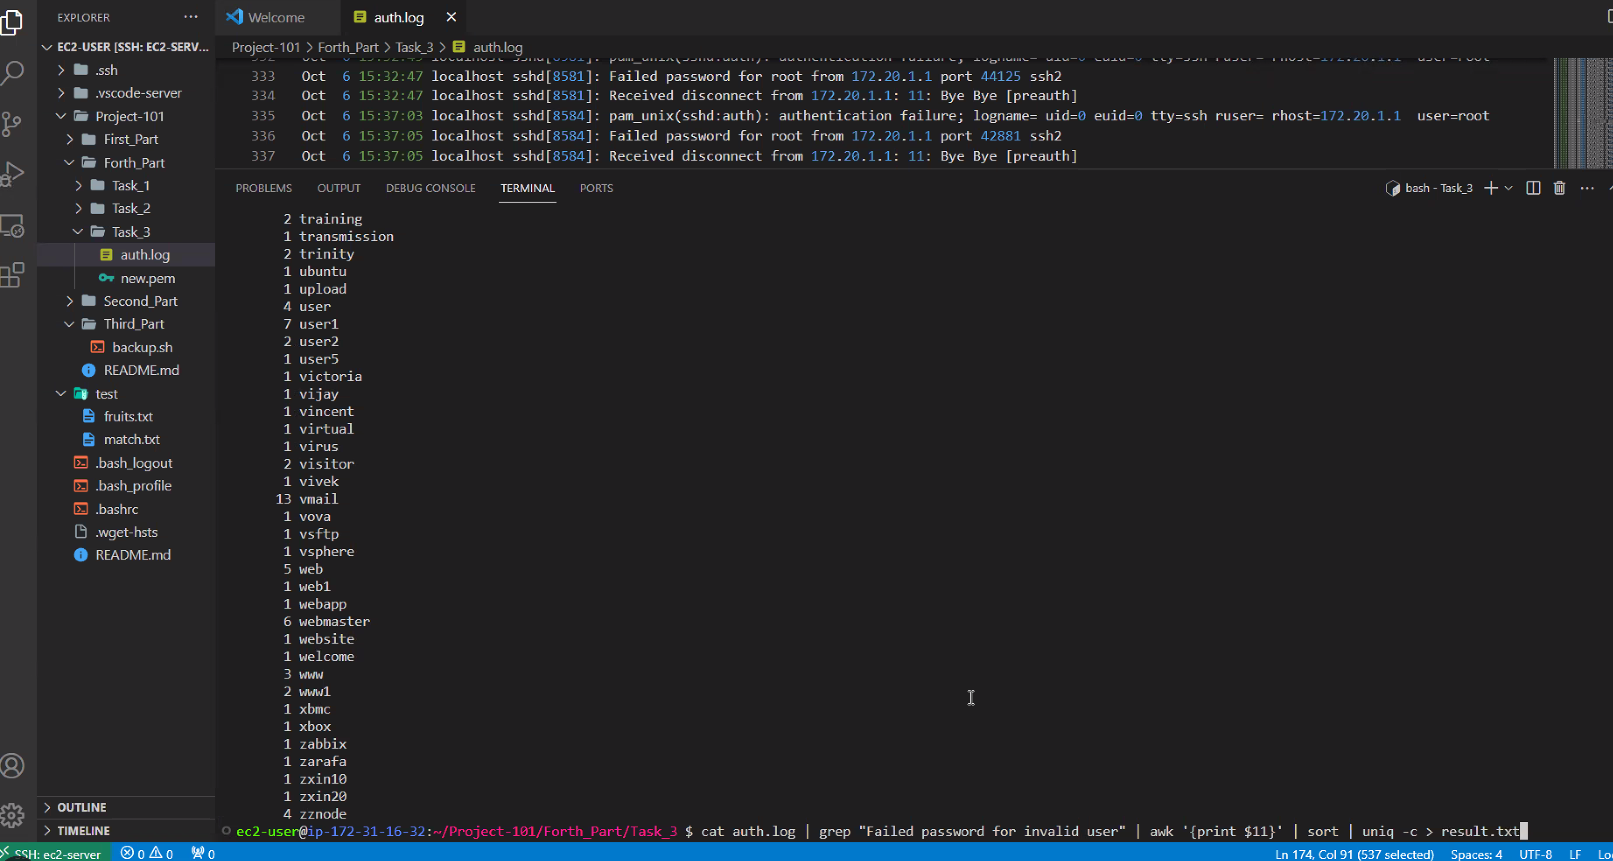 EXPLORER
EC2-USER [SSH: EC2-SERV...
.ssh
.vscode-server
Project-101
First_Part
Forth_Part
Task_1
Task_2
Task_3
auth.log
new.pem
Second_Part
Third_Part
backup.sh
README.md
test
fruits.txt
match.txt
.bash_logout
.bash_profile
.bashrc
.wget-hsts
README.md
OUTLINE
TIMELINE
Welcome
auth.log
Project-101 > Forth_Part > Task_3 > auth.log
333 Oct  6 15:32:47 localhost sshd[8581]: Failed password for root from 172.20.1.1 port 44125 ssh2
334 Oct  6 15:32:47 localhost sshd[8581]: Received disconnect from 172.20.1.1: 11: Bye Bye [preauth]
335 Oct  6 15:37:03 localhost sshd[8584]: pam_unix(sshd:auth): authentication failure; logname= uid=0 euid=0 tty=ssh ruser= rhost=172.20.1.1  user=root
336 Oct  6 15:37:05 localhost sshd[8584]: Failed password for root from 172.20.1.1 port 42881 ssh2
337 Oct  6 15:37:05 localhost sshd[8584]: Received disconnect from 172.20.1.1: 11: Bye Bye [preauth]
PROBLEMS OUTPUT DEBUG CONSOLE TERMINAL PORTS
bash - Task_3
2 training
1 transmission
2 trinity
1 ubuntu
1 upload
4 user
7 user1
2 user2
1 user5
1 victoria
1 vijay
1 vincent
1 virtual
1 virus
2 visitor
1 vivek
13 vmail
1 vova
1 vsftp
1 vsphere
5 web
1 web1
1 webapp
6 webmaster
1 website
1 welcome
3 www
2 www1
1 xbmc
1 xbox
1 zabbix
1 zarafa
1 zxin10
1 zxin20
4 zznode
ec2-user@ip-172-31-16-32:~/Project-101/Forth_Part/Task_3 $ cat auth.log | grep "Failed password for invalid user" | awk '{print $11}' | sort | uniq -c > result.txt
SSH: ec2-server 0 0 0 Ln 174, Col 91 (537 selected) Spaces: 4 UTF-8 LF